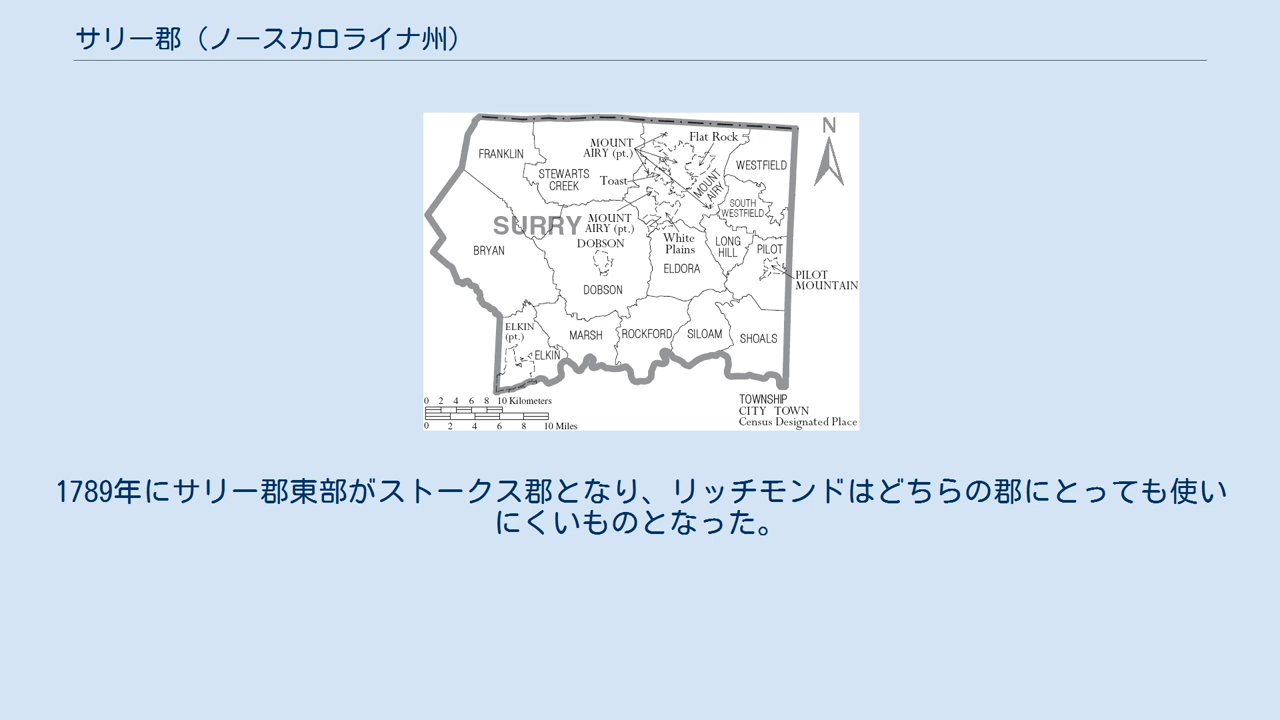 サリー郡（ノースカロライナ州）
N
Flat Rock
MOUNT
AIRY (pt.)
FRANKLIN
WESTFIELD
STEWARTS
CREEK
Toast
MOUNT
AIRY
SOUTH
WESTFIELD
SURRY
MOUNT
AIRY (pt.)
DOBSON
White
Plains
LONG
HILL
PILOT
BRYAN
ELDORA
PILOT
MOUNTAIN
DOBSON
ELKIN
(pt.)
MARSH
ROCKFORD
SILOAM
SHOALS
ELKIN
0 2 4 6 8 10 Kilometers
0 2 4 6 8 10 Miles
TOWNSHIP
CITY TOWN
Census Designated Place
1789年にサリー郡東部がストークス郡となり、リッチモンドはどちらの郡にとっても使い
にくいものとなった。